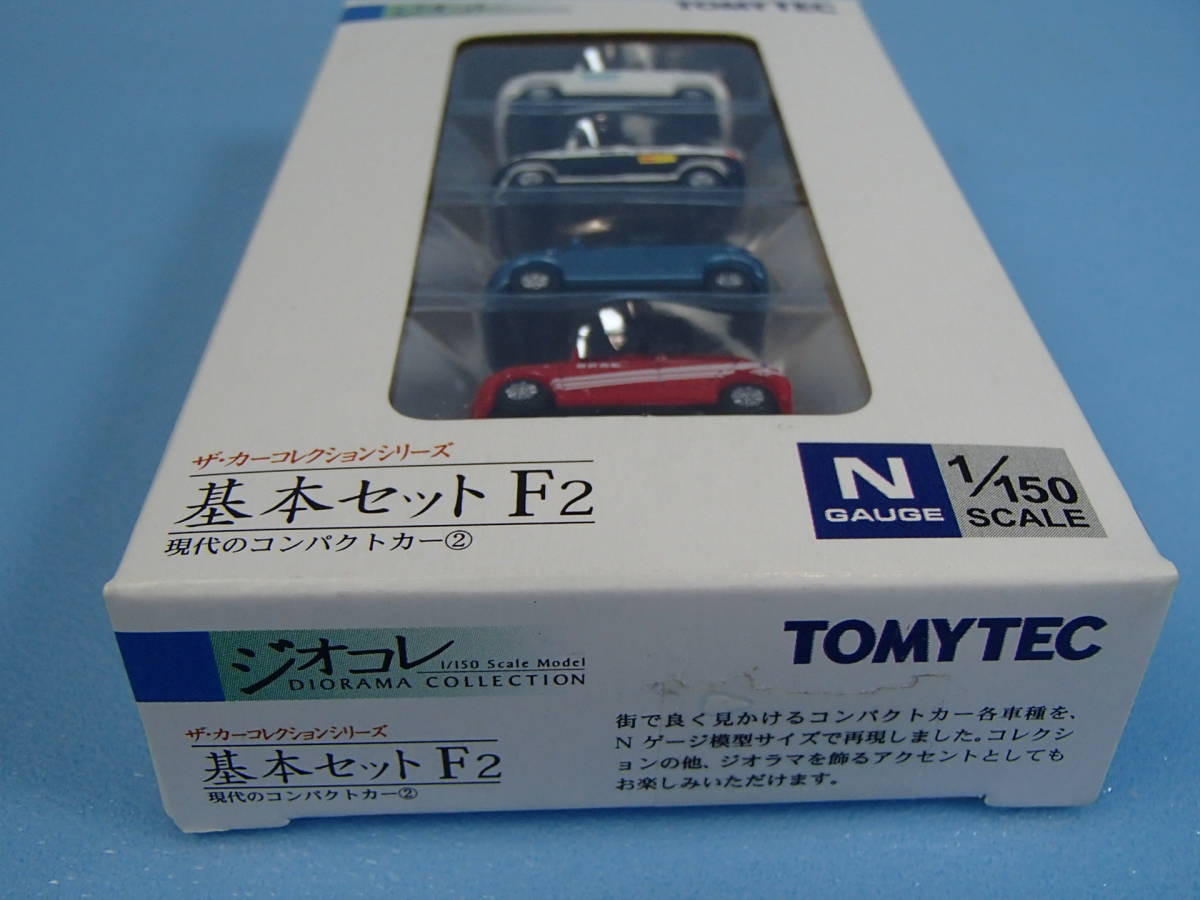 TOMYTEC
ザ・カーコレクションシリーズ
基本セット F2
現代のコンパクトカー②
N
GAUGE
1/150
SCALE
ジオコレ
1/150 Scale Model
DIORAMA COLLECTION
TOMYTEC
ザ・カーコレクションシリーズ
基本セット F2
現代のコンパクトカー②
街で良く見かけるコンパクトカー各車種を、
N ゲージ模型サイズで再現しました。コレクシ
ョンの他、ジオラマを飾るアクセントとしても
お楽しみいただけます。